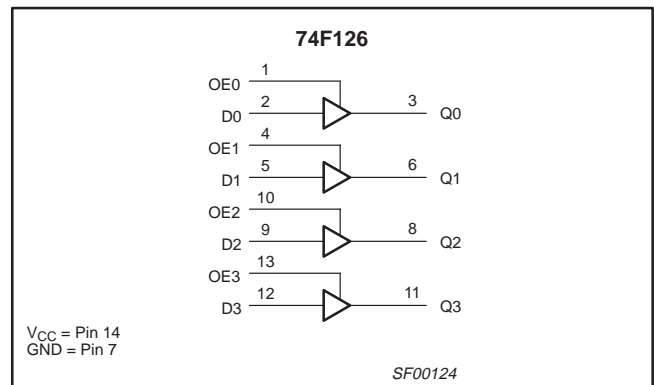 74F126
OE0 1
D0 2 3 Q0
OE1 4
D1 5 6 Q1
OE2 10
D2 9 8 Q2
OE3 13
D3 12 11 Q3
VCC = Pin 14
GND = Pin 7
SF00124